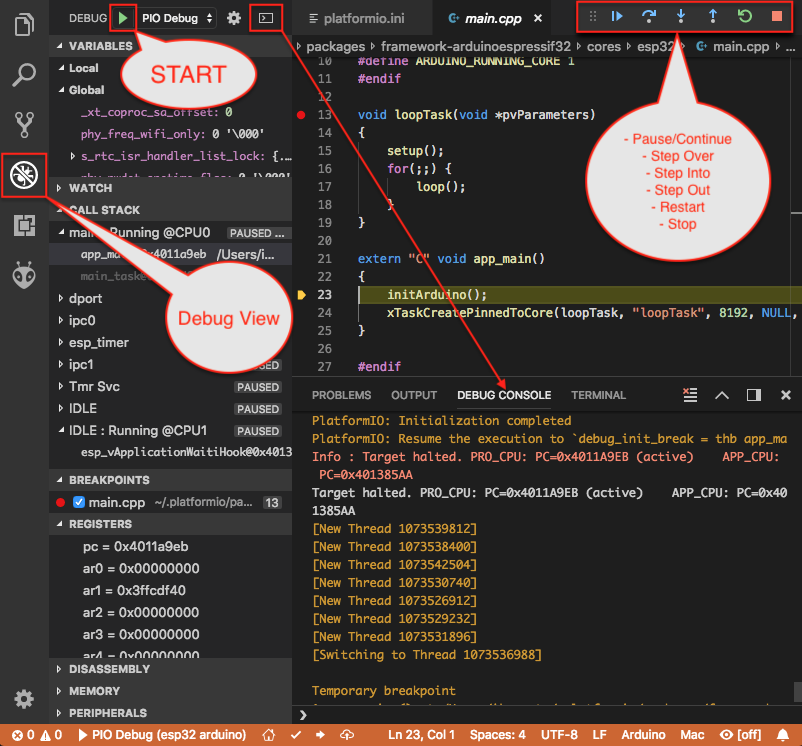 DEBUG PIO Debug
START
VARIABLES
Local
Global
_xt_coproc_sa_offset: 0
phy_freq_wifi_only: 0 '\000'
s_rtc_isr_handler_list_lock: {...
WATCH
CALL STACK
Running @CPU0 PAUSED ...
0x4011a9eb /Users/i...
dport
ipc0
esp_timer
ipc1
Tmr Svc PAUSED
IDLE PAUSED
IDLE : Running @CPU1 PAUSED
esp_vApplicationWaitiHook@0x4013
Debug View
BREAKPOINTS
main.cpp ~/.platformio/pa... 13
REGISTERS
pc = 0x4011a9eb
ar0 = 0x00000000
ar1 = 0x3ffcdf40
ar2 = 0x00000000
ar3 = 0x00000000
ar4 = 0x00000000
DISASSEMBLY
MEMORY
PERIPHERALS
platformio.ini
main.cpp
packages › framework-arduinoespressif32 › cores › esp32 › main.cpp › ...
10 #define ARDUINO_RUNNING_CORE 1
11 #endif
12
13 void loopTask(void *pvParameters)
14 {
15 setup();
16 for(;;) {
17 loop();
18 }
19 }
20
21 extern "C" void app_main()
22 {
23 initArduino();
24 xTaskCreatePinnedToCore(loopTask, "loopTask", 8192, NULL,
25 }
26
27 #endif
- Pause/Continue
- Step Over
- Step Into
- Step Out
- Restart
- Stop
PROBLEMS OUTPUT DEBUG CONSOLE TERMINAL
PlatformIO: Initialization completed
PlatformIO: Resume the execution to `debug_init_break = thb app_ma
Info : Target halted. PRO_CPU: PC=0x4011A9EB (active) APP_CPU:
PC=0x401385AA
Target halted. PRO_CPU: PC=0x4011A9EB (active) APP_CPU: PC=0x40
1385AA
[New Thread 1073539812]
[New Thread 1073538400]
[New Thread 1073542504]
[New Thread 1073530740]
[New Thread 1073526912]
[New Thread 1073529232]
[New Thread 1073531896]
[Switching to Thread 1073536988]
Temporary breakpoint
0 0 PIO Debug (esp32 arduino) Ln 23, Col 1 Spaces: 4 UTF-8 LF Arduino Mac [off]